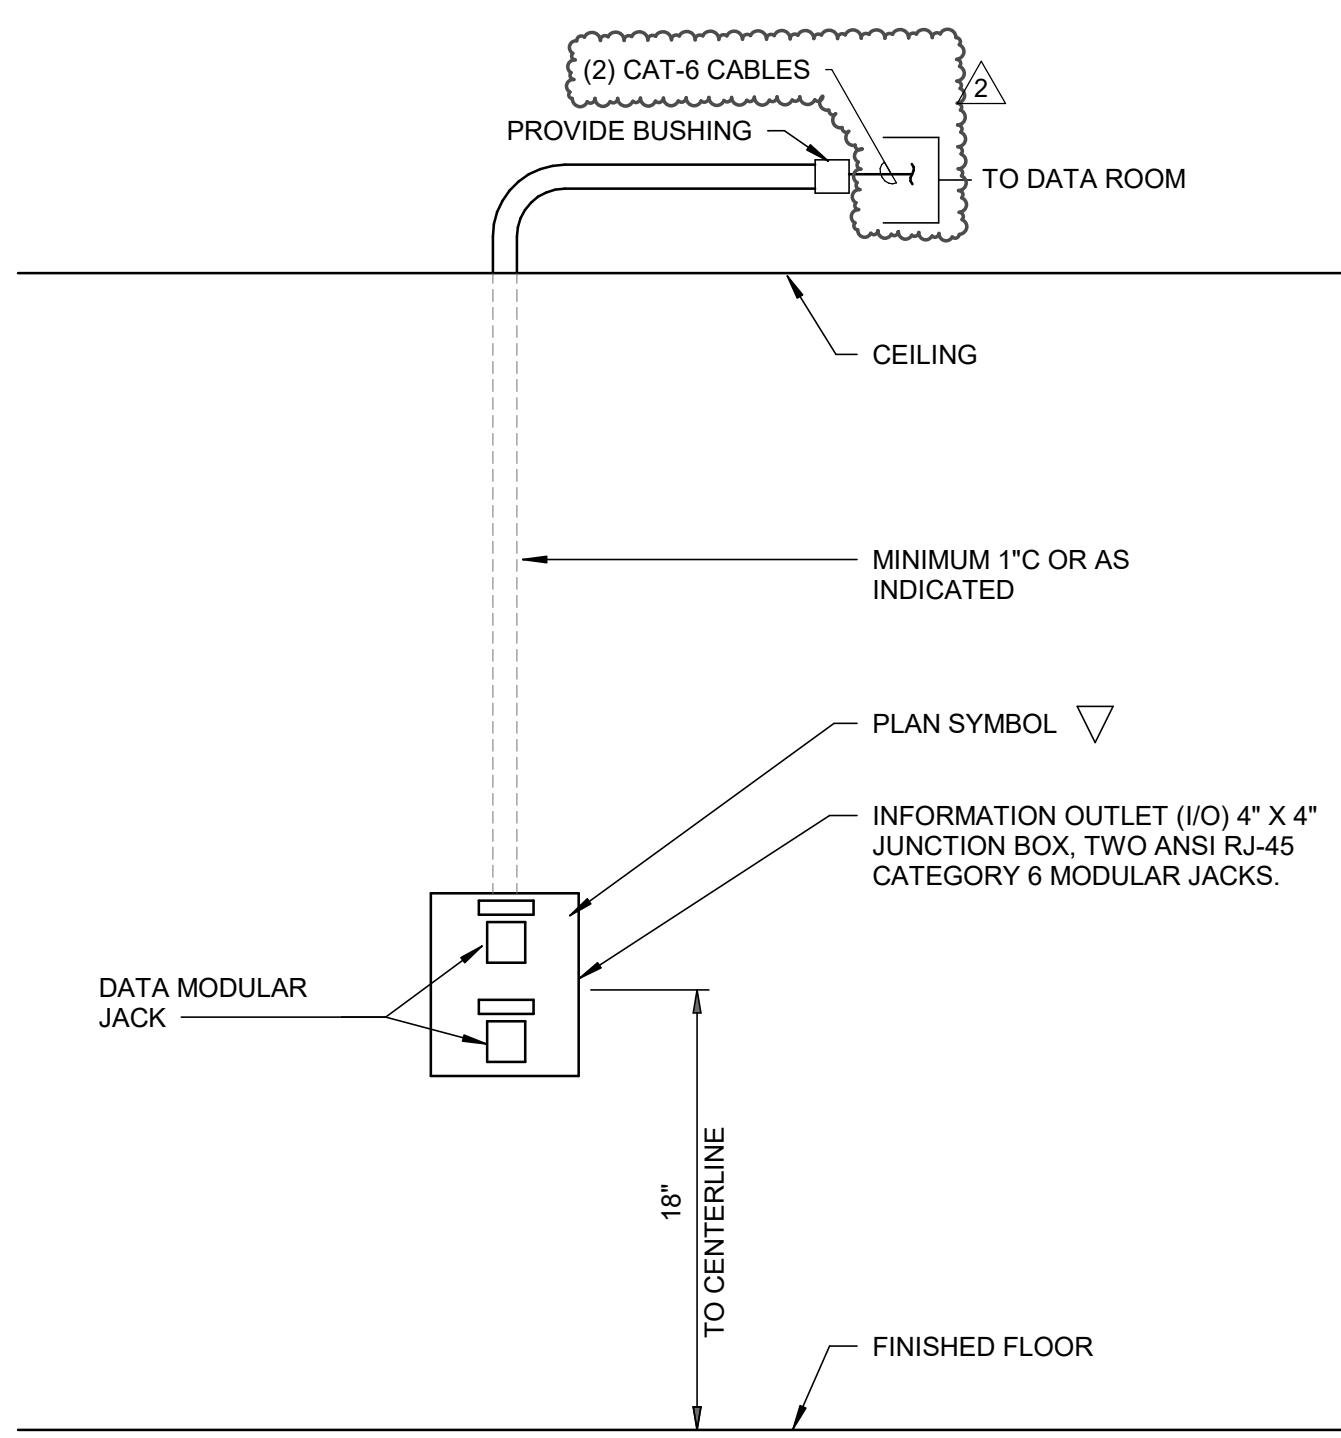 (2) CAT-6 CABLES
2
PROVIDE BUSHING
TO DATA ROOM
CEILING
MINIMUM 1"C OR AS
INDICATED
PLAN SYMBOL
INFORMATION OUTLET (I/O) 4" X 4"
JUNCTION BOX, TWO ANSI RJ-45
CATEGORY 6 MODULAR JACKS.
DATA MODULAR
JACK
18"
TO CENTERLINE
FINISHED FLOOR